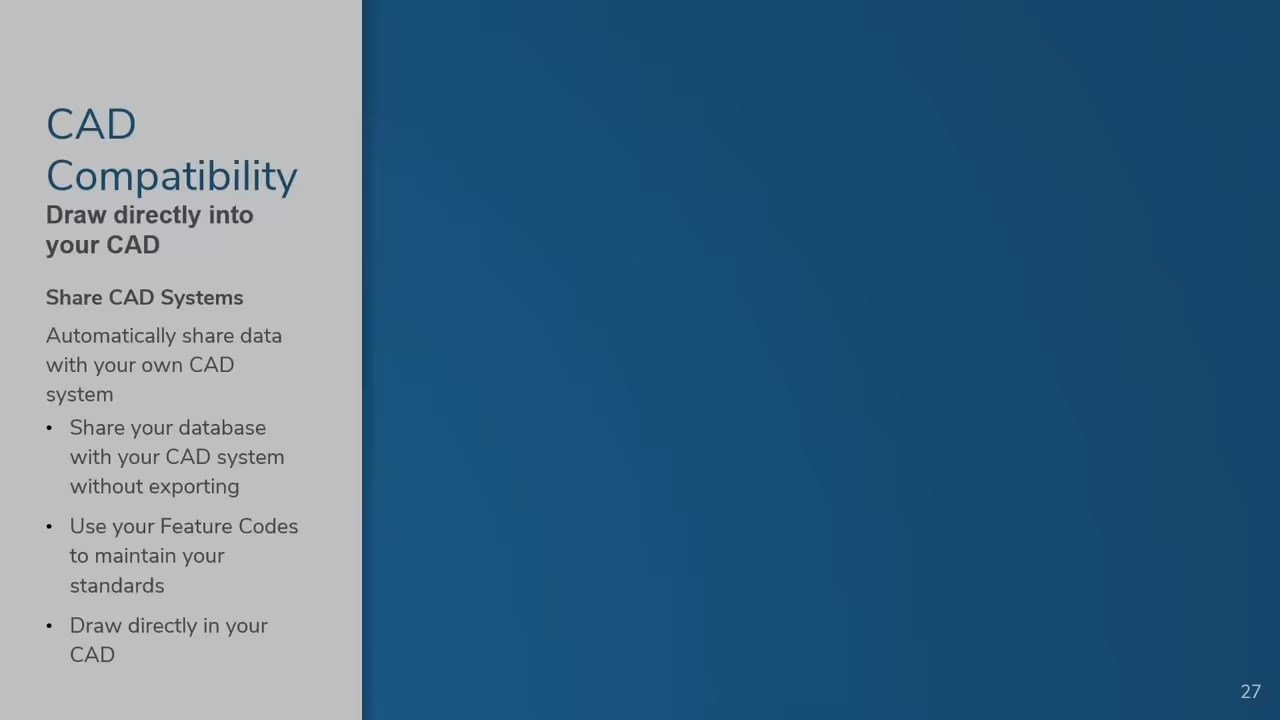 CAD
Compatibility
Draw directly into
your CAD
Share CAD Systems
Automatically share data
with your own CAD
system
• Share your database
with your CAD system
without exporting
• Use your Feature Codes
to maintain your
standards
• Draw directly in your
CAD
27